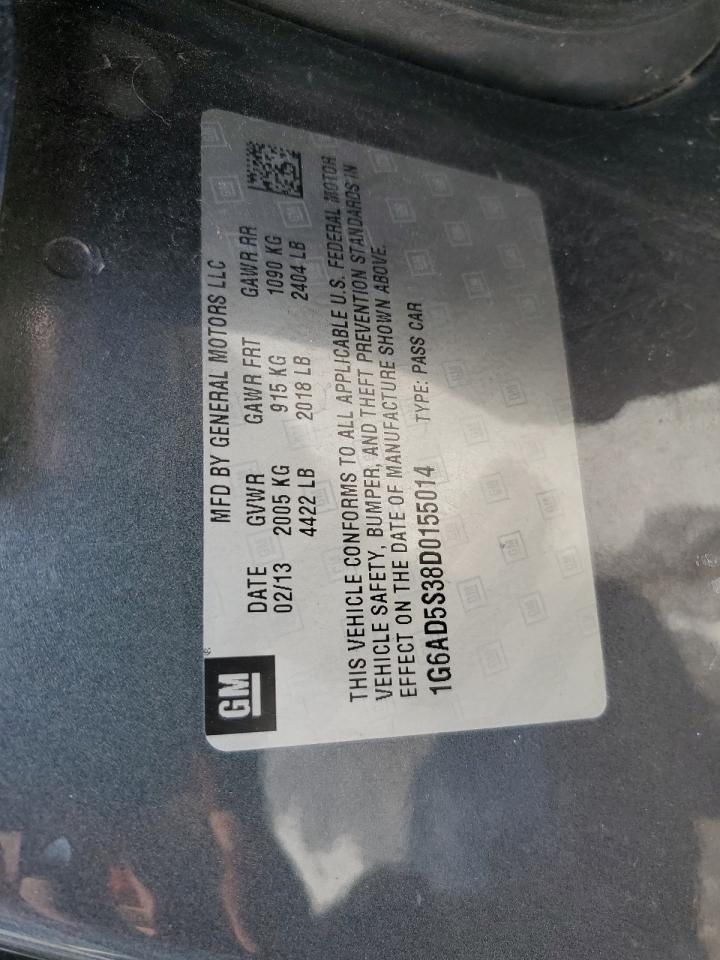 GM
®
MFD BY GENERAL MOTORS LLC
DATE GVWR GAWR FRT GAWR RR
02/13 2005 KG 915 KG 1090 KG
4422 LB 2018 LB 2404 LB
THIS VEHICLE CONFORMS TO ALL APPLICABLE U.S. FEDERAL MOTOR
VEHICLE SAFETY, BUMPER, AND THEFT PREVENTION STANDARDS IN
EFFECT ON THE DATE OF MANUFACTURE SHOWN ABOVE.
1G6AD5S38D0155014 TYPE: PASS CAR